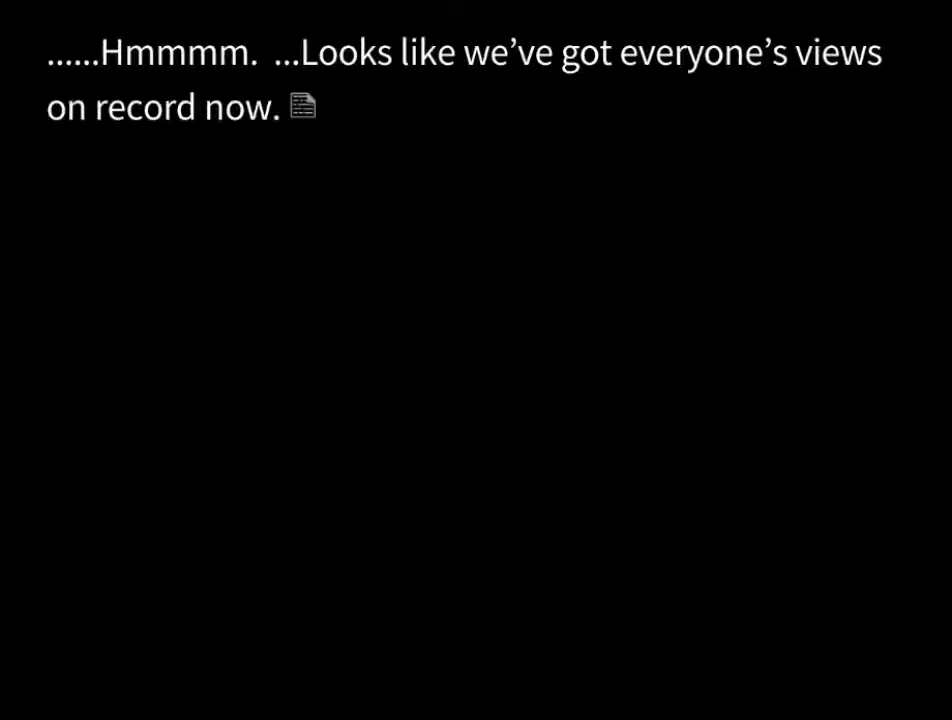 ......Hmmmm.  ...Looks like we’ve got everyone’s views
on record now.